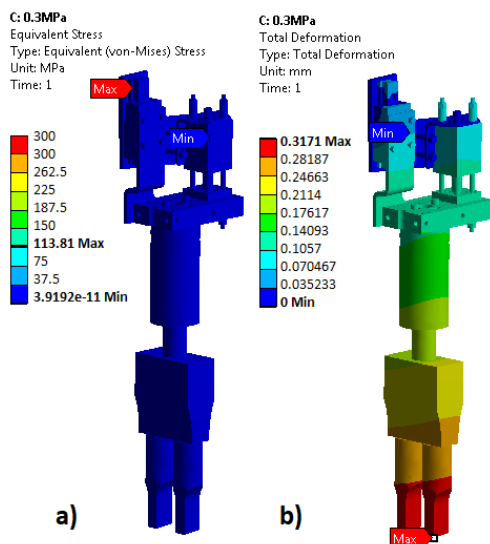 C: 0.3MPa
Equivalent Stress
Type: Equivalent (von-Mises) Stress
Unit: MPa
Time: 1
Max
Min
300
300
262.5
225
187.5
150
113.81 Max
75
37.5
3.9192e-11 Min
a)
C: 0.3MPa
Total Deformation
Type: Total Deformation
Unit: mm
Time: 1
Min
0.3171 Max
0.28187
0.24663
0.2114
0.17617
0.14093
0.1057
0.070467
0.035233
0 Min
b)
Max